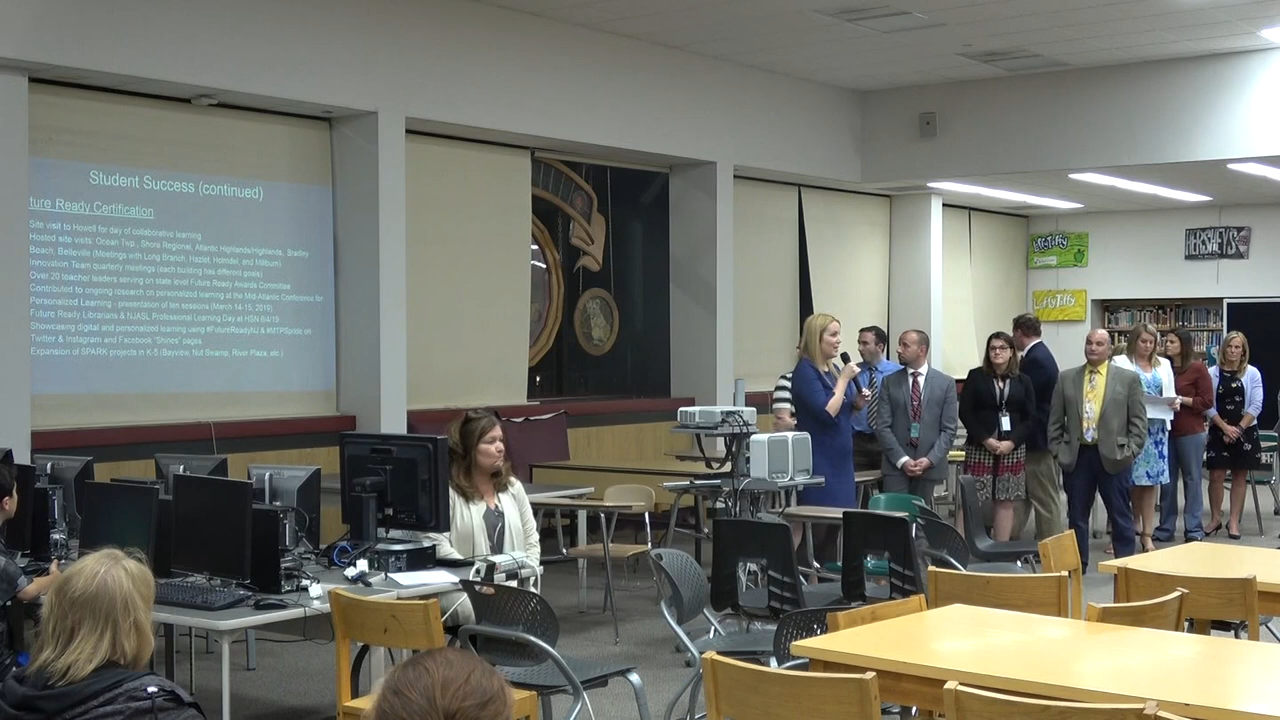 Student Success (continued)
ture Ready Certification
Site visit to Howell for day of collaborative learning
Hosted site visits: Ocean Twp., Shore Regional, Atlantic Highlands/Highlands, Bradley
Beach, Belleville (Meetings with Long Branch, Hazlet, Holmdel, and Millburn)
Innovation Team quarterly meetings (each building has different goals)
Over 20 teacher leaders serving on state level Future Ready Awards Committee
Contributed to ongoing research on personalized learning at the Mid-Atlantic Conference for
Personalized Learning - presentation of ten sessions (March 14-15, 2019)
Future Ready Librarians & NJASL Professional Learning Day at HSN 6/4/19
Showcasing digital and personalized learning using #FutureReadyNJ & #MTPSpride on
Twitter & Instagram and Facebook "Shines" pages
Expansion of SPARK projects in K-5 (Bayview, Nut Swamp, River Plaza, etc.)
Laffy Taffy
HERSHEY'S
Laffy Taffy